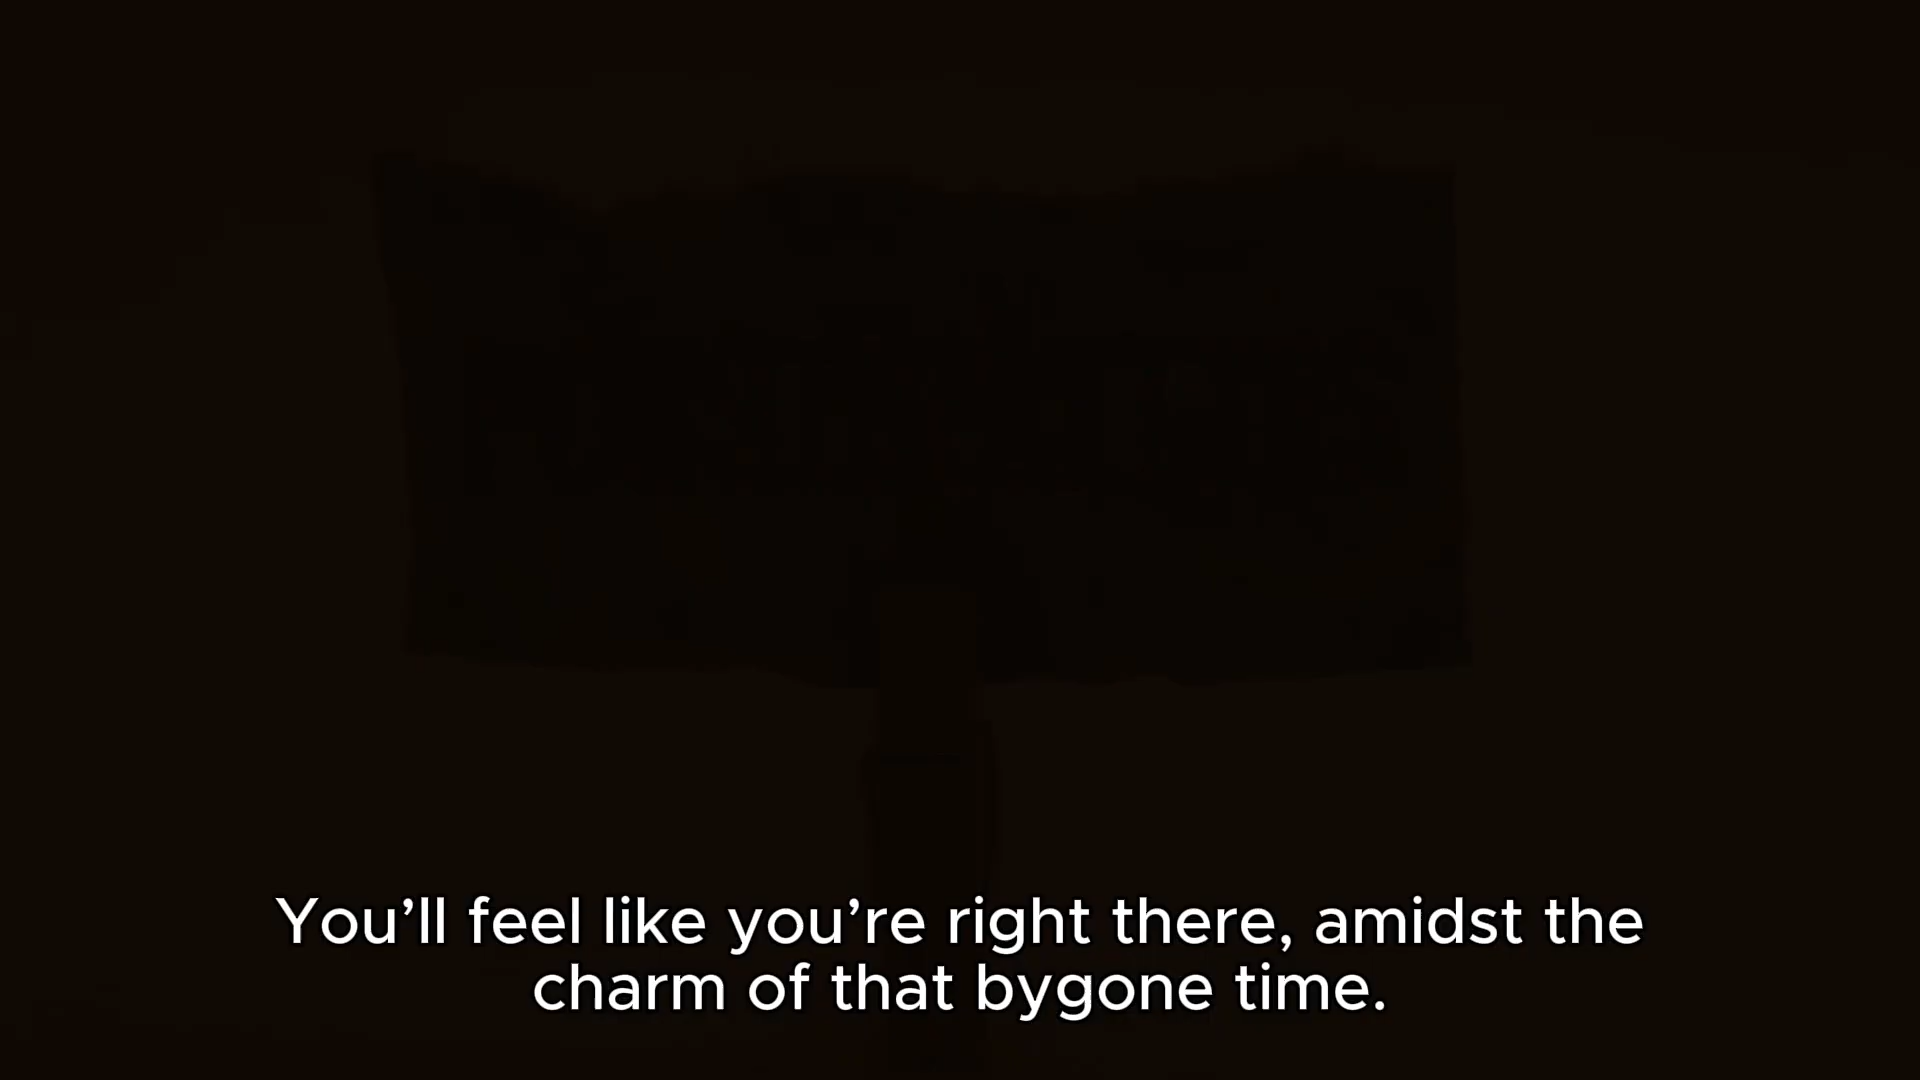 You’ll feel like you’re right there, amidst the
charm of that bygone time.